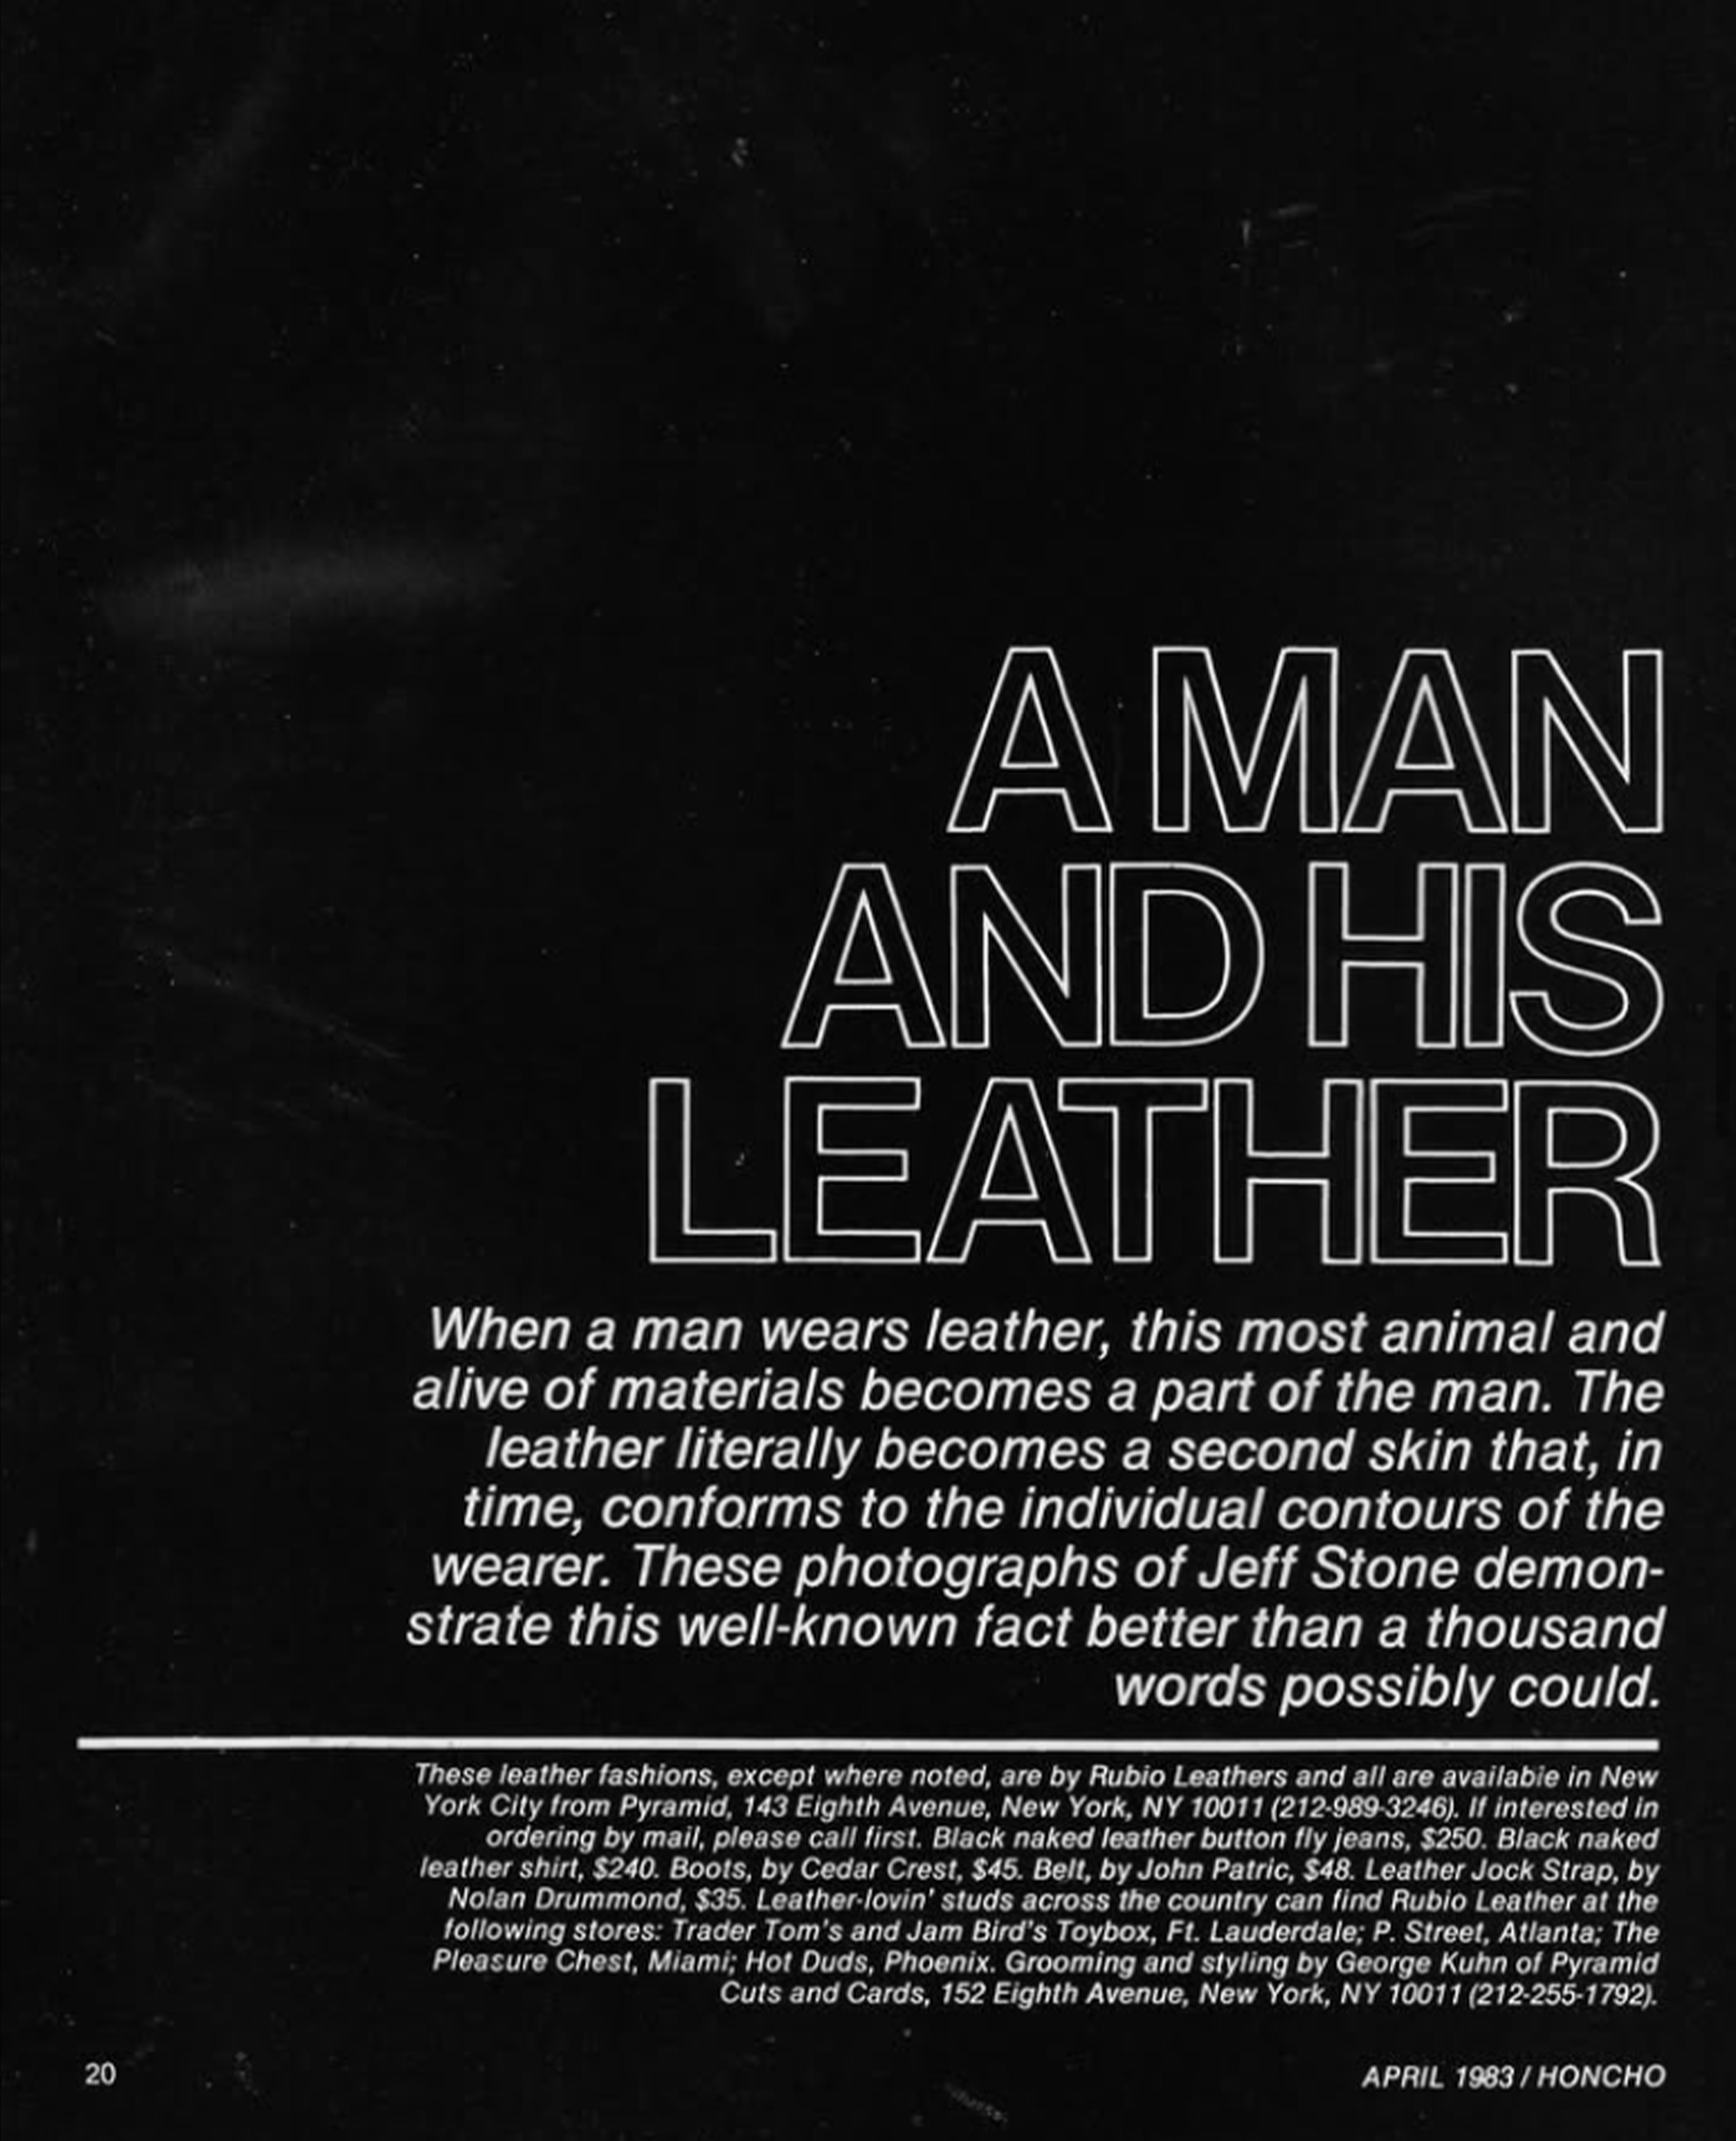 A MAN
AND HIS
LEATHER
When a man wears leather, this most animal and
alive of materials becomes a part of the man. The
leather literally becomes a second skin that, in
time, conforms to the individual contours of the
wearer. These photographs of Jeff Stone demon-
strate this well-known fact better than a thousand
words possibly could.
These leather fashions, except where noted, are by Rubio Leathers and all are available in New
York City from Pyramid, 143 Eighth Avenue, New York, NY 10011 (212-989-3246). If interested in
ordering by mail, please call first. Black naked leather button fly jeans, $250. Black naked
leather shirt, $240. Boots, by Cedar Crest, $45. Belt, by John Patric, $48. Leather Jock Strap, by
Nolan Drummond, $35. Leather-lovin' studs across the country can find Rubio Leather at the
following stores: Trader Tom's and Jam Bird's Toybox, Ft. Lauderdale; P. Street, Atlanta; The
Pleasure Chest, Miami; Hot Duds, Phoenix. Grooming and styling by George Kuhn of Pyramid
Cuts and Cards, 152 Eighth Avenue, New York, NY 10011 (212-255-1792).
20
APRIL 1983 / HONCHO